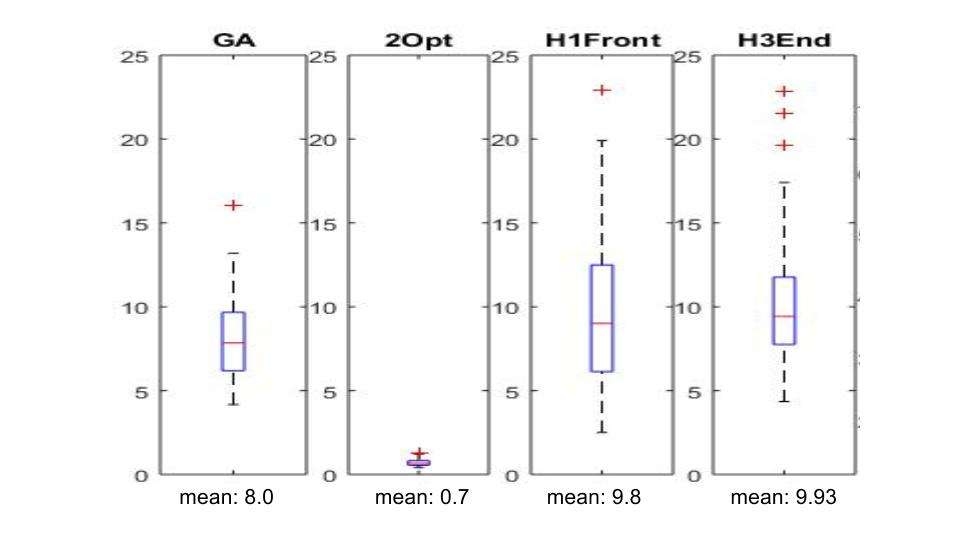 GA 2Opt H1Front H3End
25 25 25 25
20 20 20 20
15 15 15 15
10 10 10 10
5 5 5 5
0 0 0 0
mean: 8.0 mean: 0.7 mean: 9.8 mean: 9.93